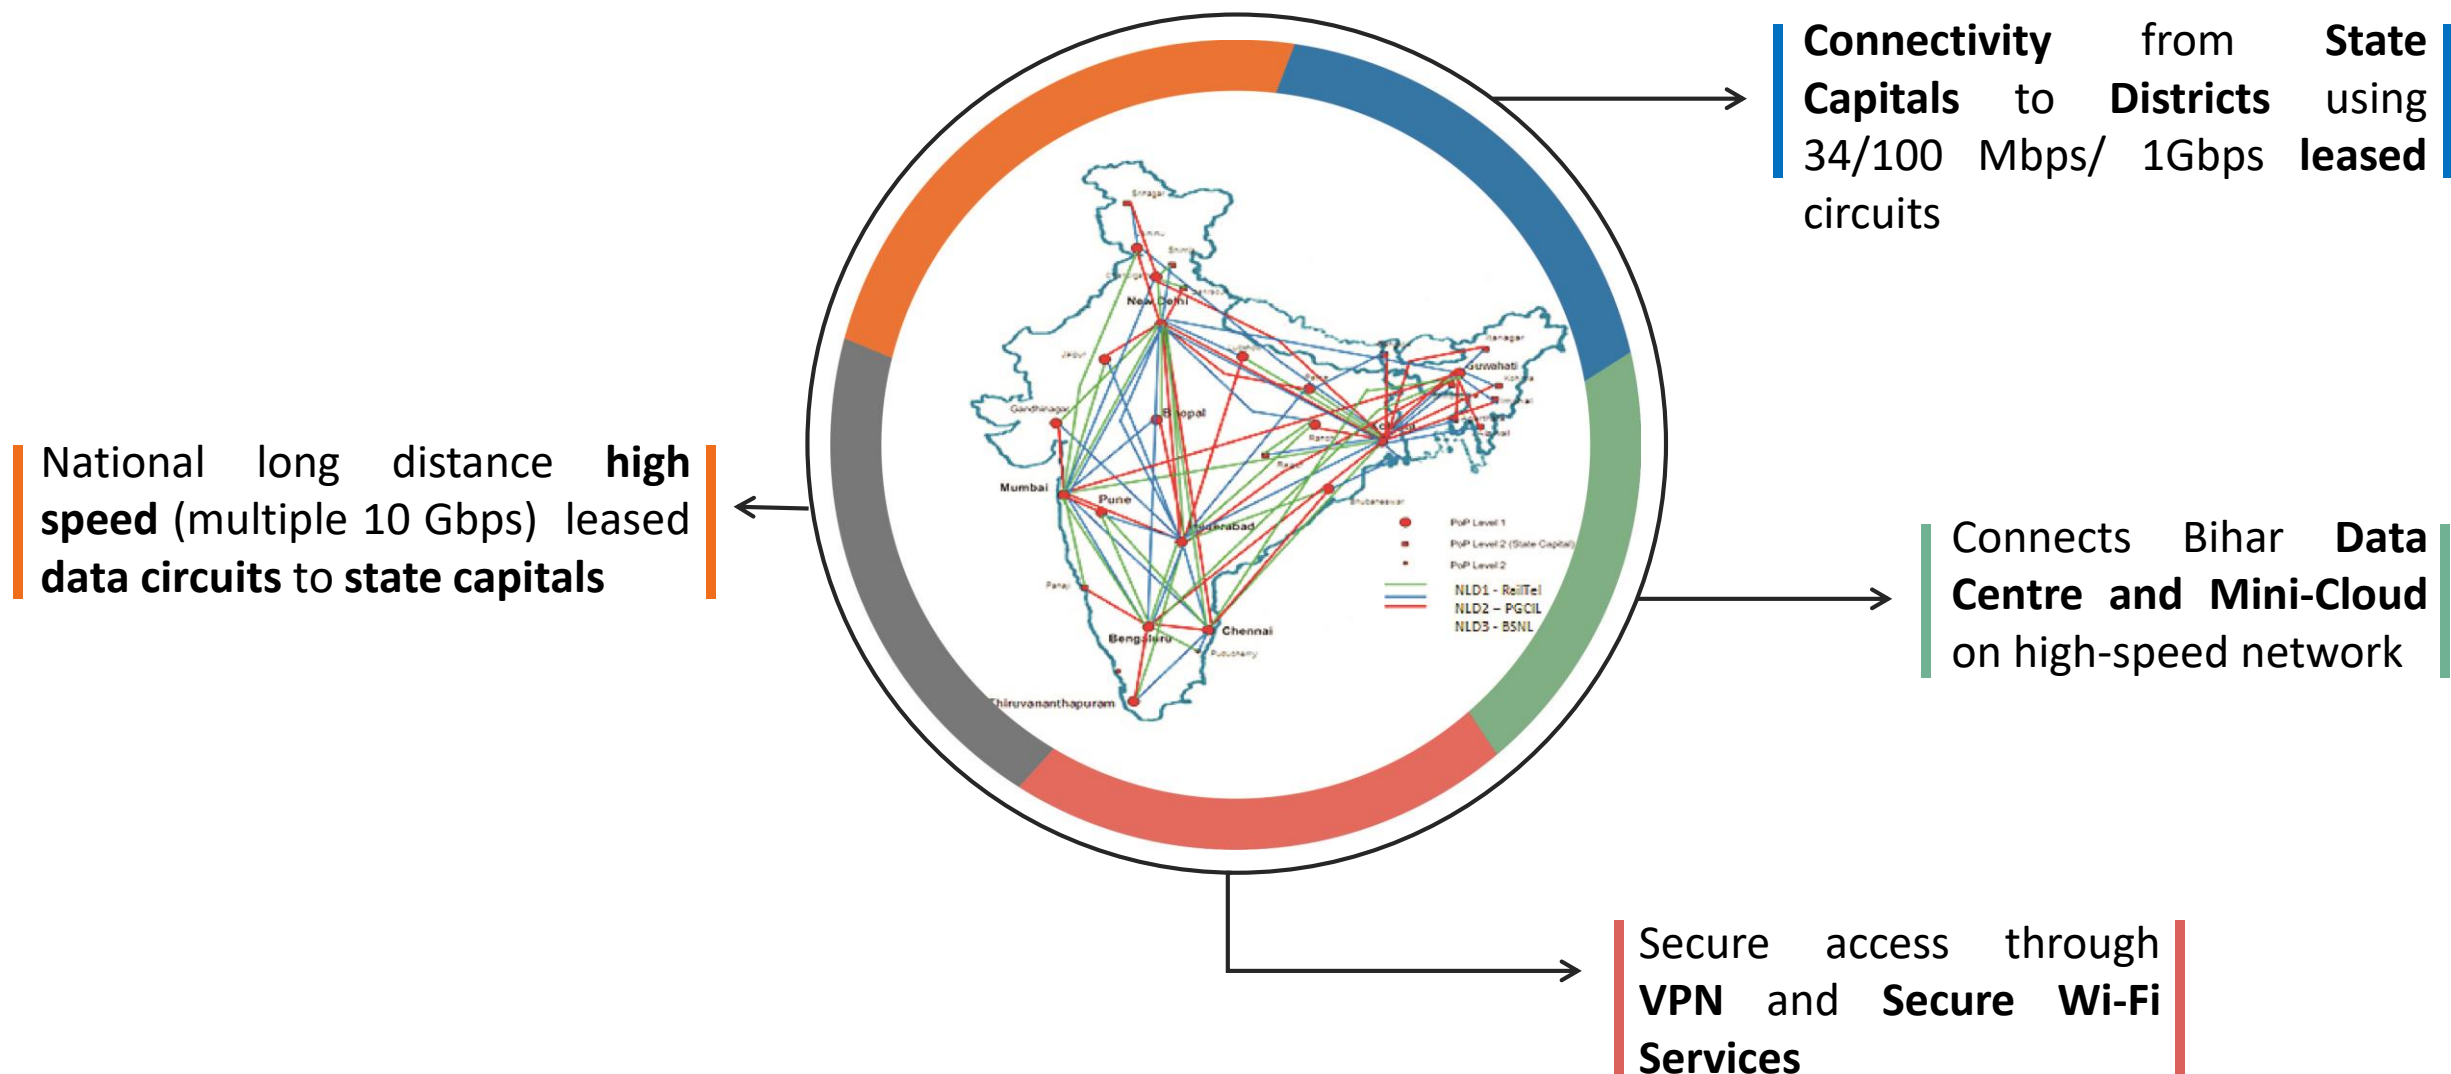 Connectivity from State
Capitals to Districts using
34/100 Mbps/ 1Gbps leased
circuits
National long distance high
speed (multiple 10 Gbps) leased
data circuits to state capitals
Connects Bihar Data
Centre and Mini-Cloud
on high-speed network
Secure access through
VPN and Secure Wi-Fi
Services
Srinagar
New Delhi
Jaipur
Gandhinagar
Bhopal
Itanagar
Guwahati
Mumbai
Pune
Bhubaneswar
Panaji
Bengaluru
Chennai
Puducherry
Thiruvananthapuram
PoP Level 1
PoP Level 2 (State Capital)
PoP Level 2
NLD1 - RailTel
NLD2 – PGCIL
NLD3 - BSNL